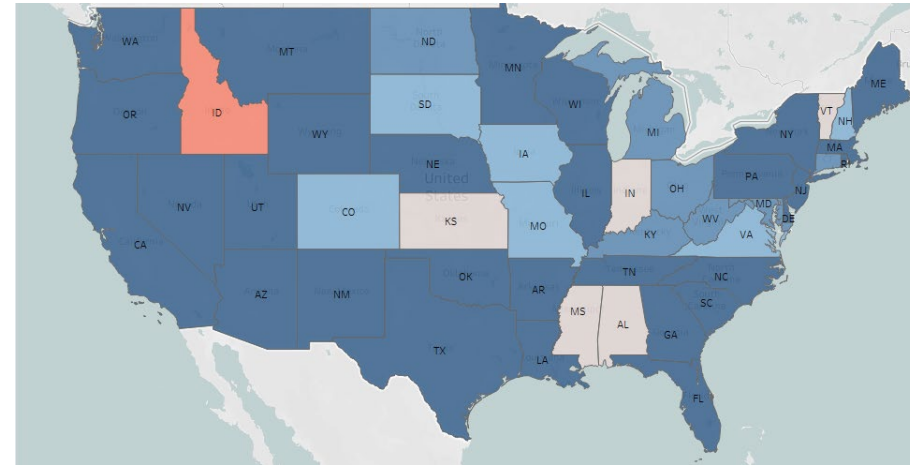 WA
MT
ND
MN
ME
OR
ID
WY
SD
WI
MI
VT
NH
NY
MA
RI
NE
IA
PA
NJ
NV
UT
CO
United
States
KS
MO
IL
IN
OH
WV
MD
DE
VA
KY
CA
AZ
NM
OK
AR
TN
NC
SC
MS
AL
GA
TX
LA
FL